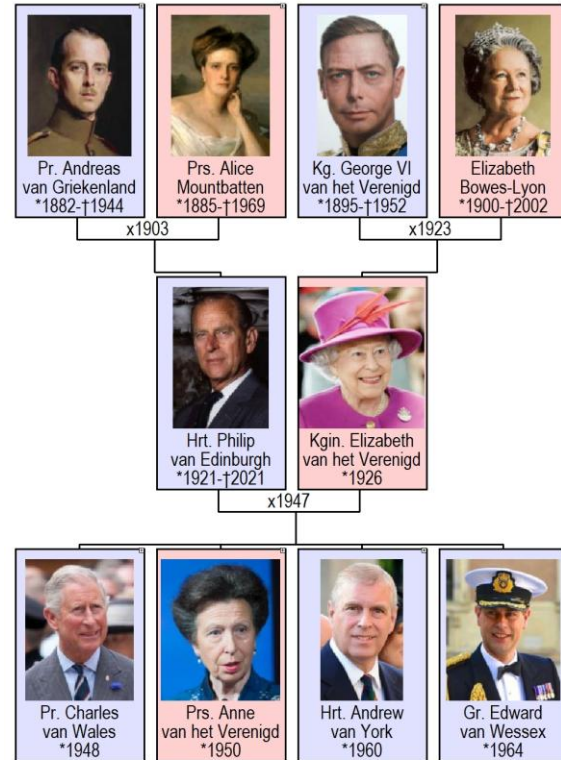 Pr. Andreas
van Griekenland
*1882-†1944
Prs. Alice
Mountbatten
*1885-†1969
Kg. George VI
van het Verenigd
*1895-†1952
Elizabeth
Bowes-Lyon
*1900-†2002
x1903
x1923
Hrt. Philip
van Edinburgh
*1921-†2021
Kgin. Elizabeth
van het Verenigd
*1926
x1947
Pr. Charles
van Wales
*1948
Prs. Anne
van het Verenigd
*1950
Hrt. Andrew
van York
*1960
Gr. Edward
van Wessex
*1964